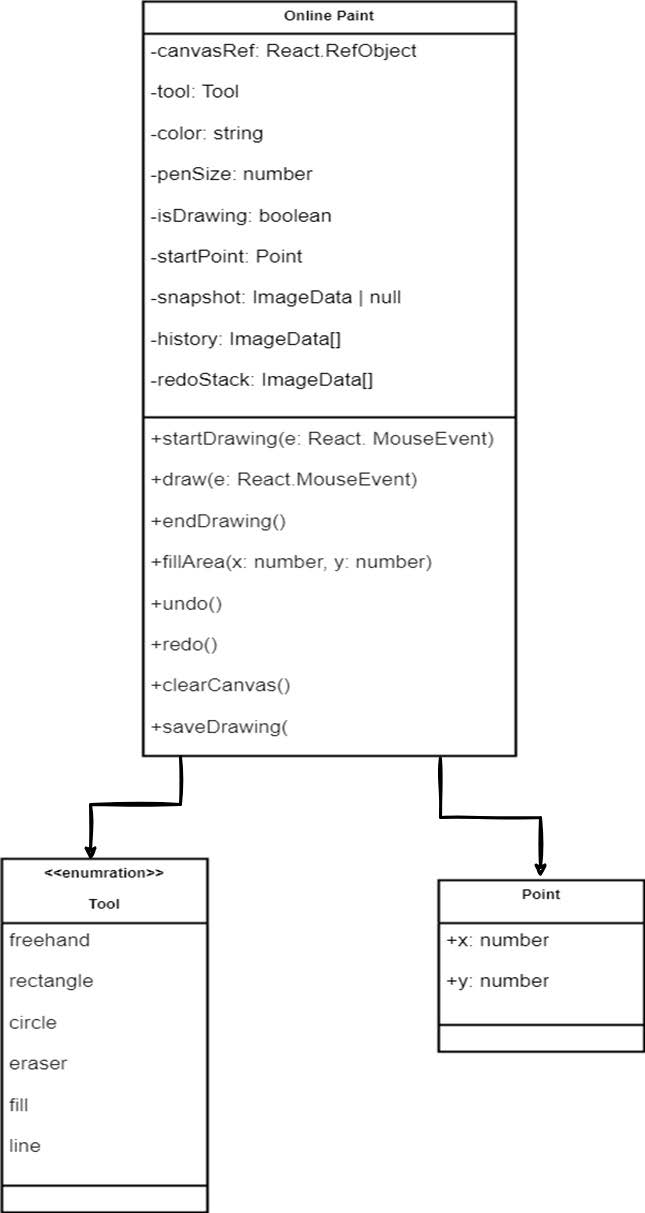 Online Paint
-canvasRef: React.RefObject
-tool: Tool
-color: string
-penSize: number
-isDrawing: boolean
-startPoint: Point
-snapshot: ImageData | null
-history: ImageData[]
-redoStack: ImageData[]
+startDrawing(e: React. MouseEvent)
+draw(e: React.MouseEvent)
+endDrawing()
+fillArea(x: number, y: number)
+undo()
+redo()
+clearCanvas()
+saveDrawing(
<<enumration>>
Tool
freehand
rectangle
circle
eraser
fill
line
Point
+x: number
+y: number